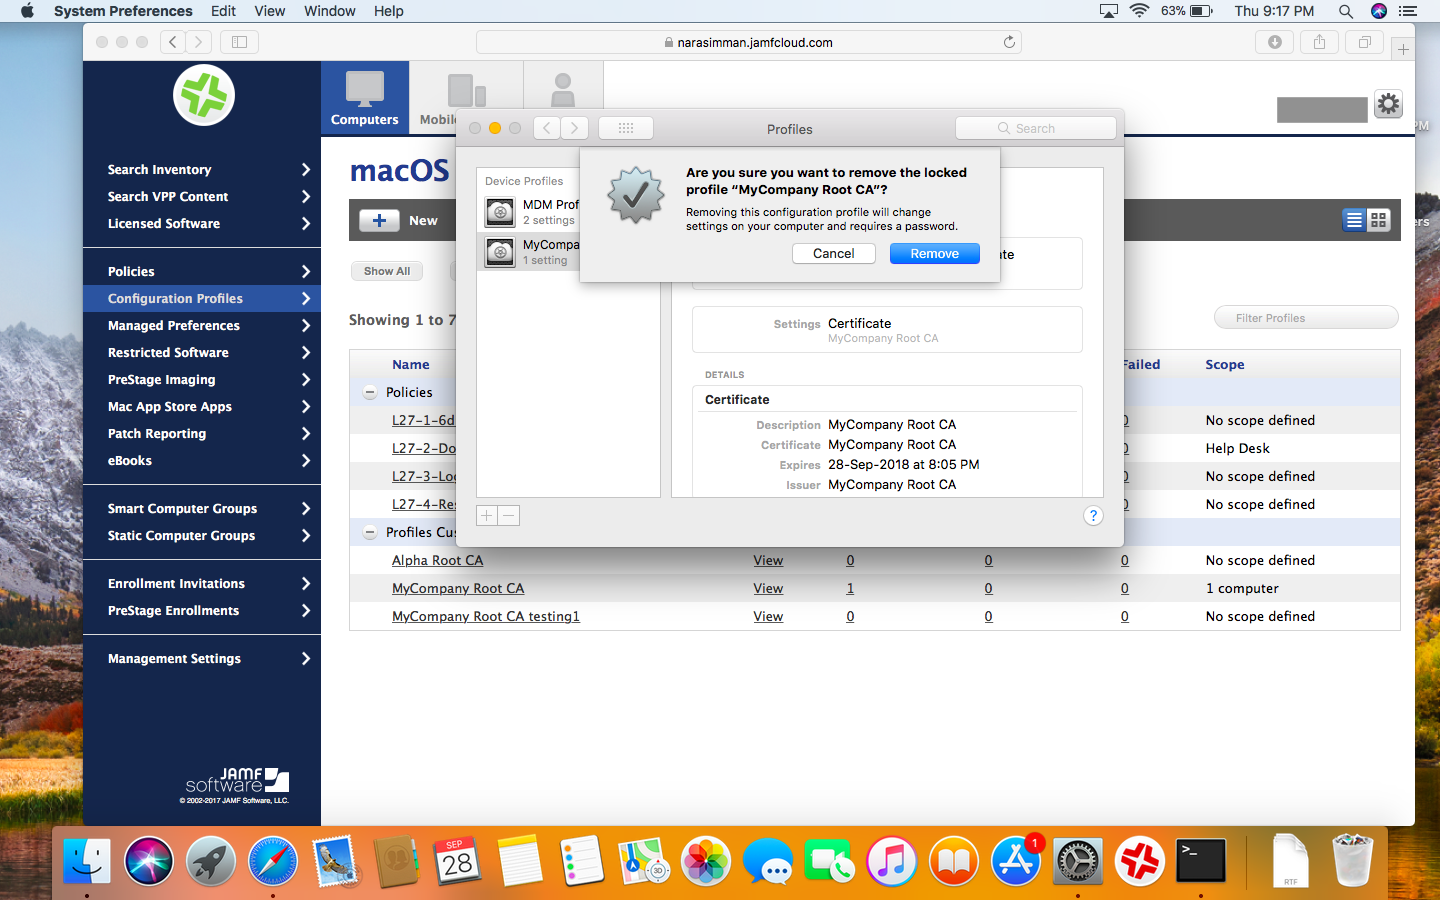 System Preferences Edit View Window Help
63% Thu 9:17 PM
narasimman.jamfcloud.com
Computers
Mobil
Profiles
Search
PM
macOS
Search Inventory
Search VPP Content
Licensed Software
Policies
Configuration Profiles
Managed Preferences
Restricted Software
PreStage Imaging
Mac App Store Apps
Patch Reporting
eBooks
Smart Computer Groups
Static Computer Groups
Enrollment Invitations
PreStage Enrollments
Management Settings
JAMF
software
© 2002-2017 JAMF Software, LLC.
New
Show All
Showing 1 to 7
Filter Profiles
Device Profiles
MDM Prof
2 settings
MyCompa
1 setting
Are you sure you want to remove the locked
profile “MyCompany Root CA”?
Removing this configuration profile will change
settings on your computer and requires a password.
Cancel Remove
te
Settings Certificate
MyCompany Root CA
DETAILS
Certificate
Description MyCompany Root CA
Certificate MyCompany Root CA
Expires 28-Sep-2018 at 8:05 PM
Issuer MyCompany Root CA
?
ers
Name Failed Scope
Policies
L27-1-6d 0 No scope defined
L27-2-Do 0 Help Desk
L27-3-Loc 0 No scope defined
L27-4-Res 0 No scope defined
Profiles Cus
Alpha Root CA View 0 0 0 No scope defined
MyCompany Root CA View 1 0 0 1 computer
MyCompany Root CA testing1 View 0 0 0 No scope defined
SEP
28
3D
1
>_
RTF